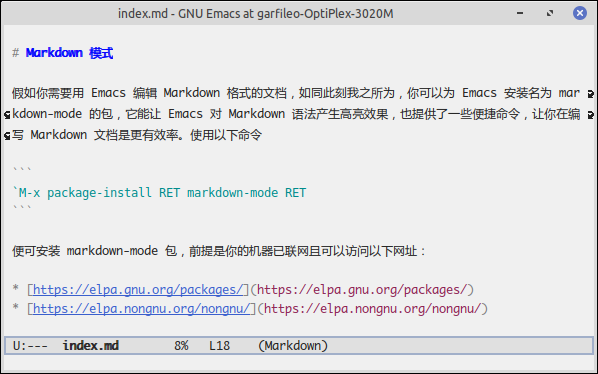 index.md - GNU Emacs at garfileo-OptiPlex-3020M
# Markdown 模式
假如你需要用 Emacs 编辑 Markdown 格式的文档，如同此刻我之所为，你可以为 Emacs 安装名为 mar
kdown-mode 的包，它能让 Emacs 对 Markdown 语法产生高亮效果，也提供了一些便捷命令，让你在编
写 Markdown 文档是更有效率。使用以下命令
```
`M-x package-install RET markdown-mode RET
```
便可安装 markdown-mode 包，前提是你的机器已联网且可以访问以下网址：
* [https://elpa.gnu.org/packages/](https://elpa.gnu.org/packages/)
* [https://elpa.nongnu.org/nongnu/](https://elpa.nongnu.org/nongnu/)
U:--- index.md 8% L18 (Markdown)